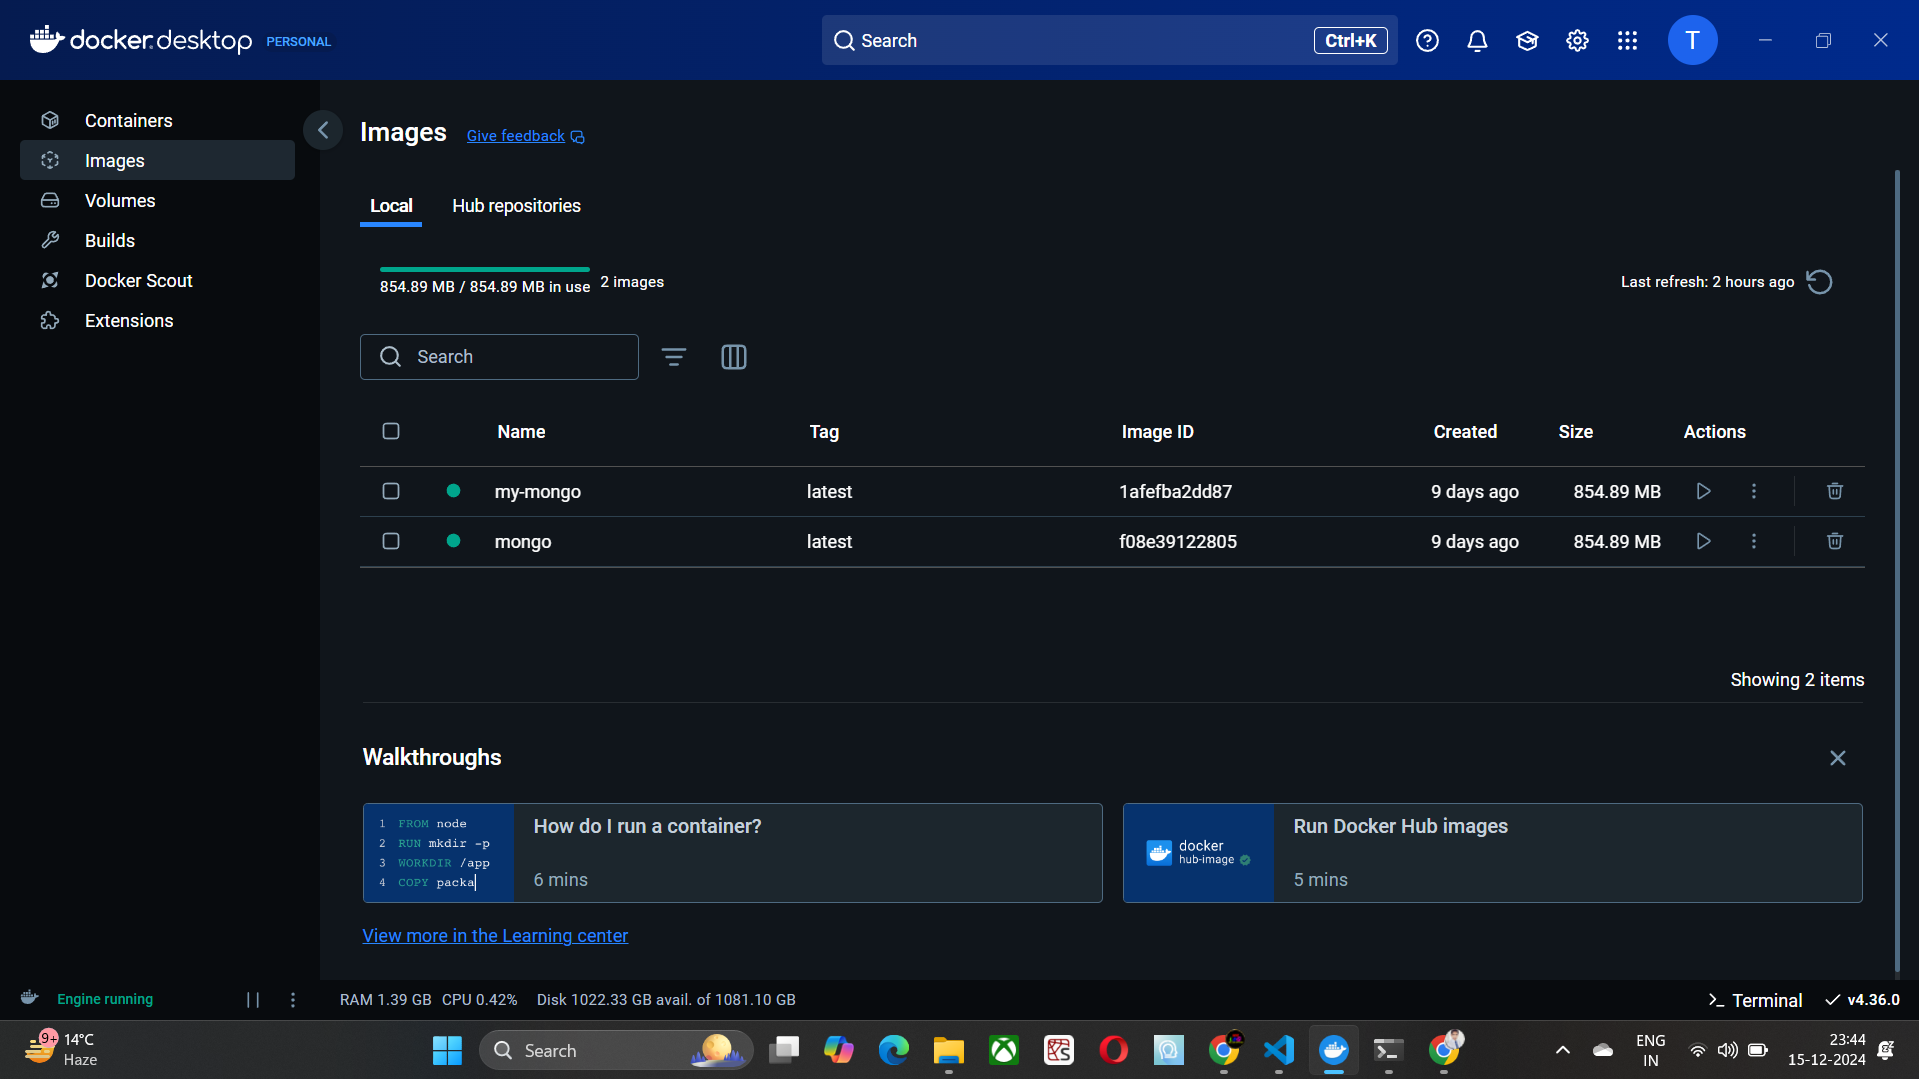 docker.desktop PERSONAL
Search Ctrl+K
T
Containers
Images
Volumes
Builds
Docker Scout
Extensions
Images Give feedback
Local Hub repositories
854.89 MB / 854.89 MB in use 2 images
Last refresh: 2 hours ago
Search
Name Tag Image ID Created Size Actions
my-mongo latest 1afefba2dd87 9 days ago 854.89 MB
mongo latest f08e39122805 9 days ago 854.89 MB
Showing 2 items
Walkthroughs
1 FROM node
2 RUN mkdir -p
3 WORKDIR /app
4 COPY packa
How do I run a container?
6 mins
docker
hub-image
Run Docker Hub images
5 mins
View more in the Learning center
Engine running
RAM 1.39 GB CPU 0.42% Disk 1022.33 GB avail. of 1081.10 GB
>_ Terminal v4.36.0
9+
14°C
Haze
Search
ENG
IN
23:44
15-12-2024